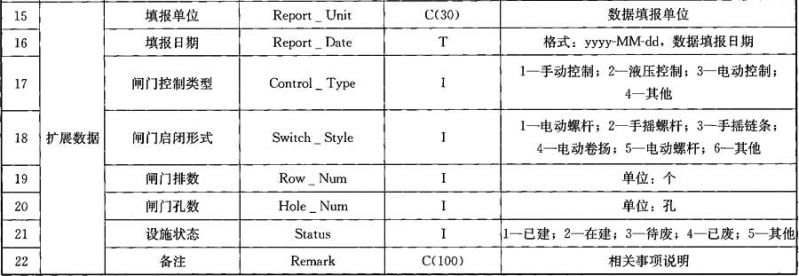 15 填报单位 Report _ Unit C(30) 数据填报单位
16 填报日期 Report _ Date T 格式：yyyy-MM-dd，数据填报日期
17 闸门控制类型 Control _ Type I 1—手动控制；2—液压控制；3—电动控制；
4—其他
18 扩展数据 闸门启闭形式 Switch _ Style I 1—电动螺杆；2—手摇螺杆；3—手摇链条；
4—电动卷扬；5—电动螺杆；6—其他
19 闸门排数 Row _ Num I 单位：个
20 闸门孔数 Hole _ Num I 单位：孔
21 设施状态 Status I 1—已建；2—在建；3—待废；4—已废；5—其他
22 备注 Remark C(100) 相关事项说明